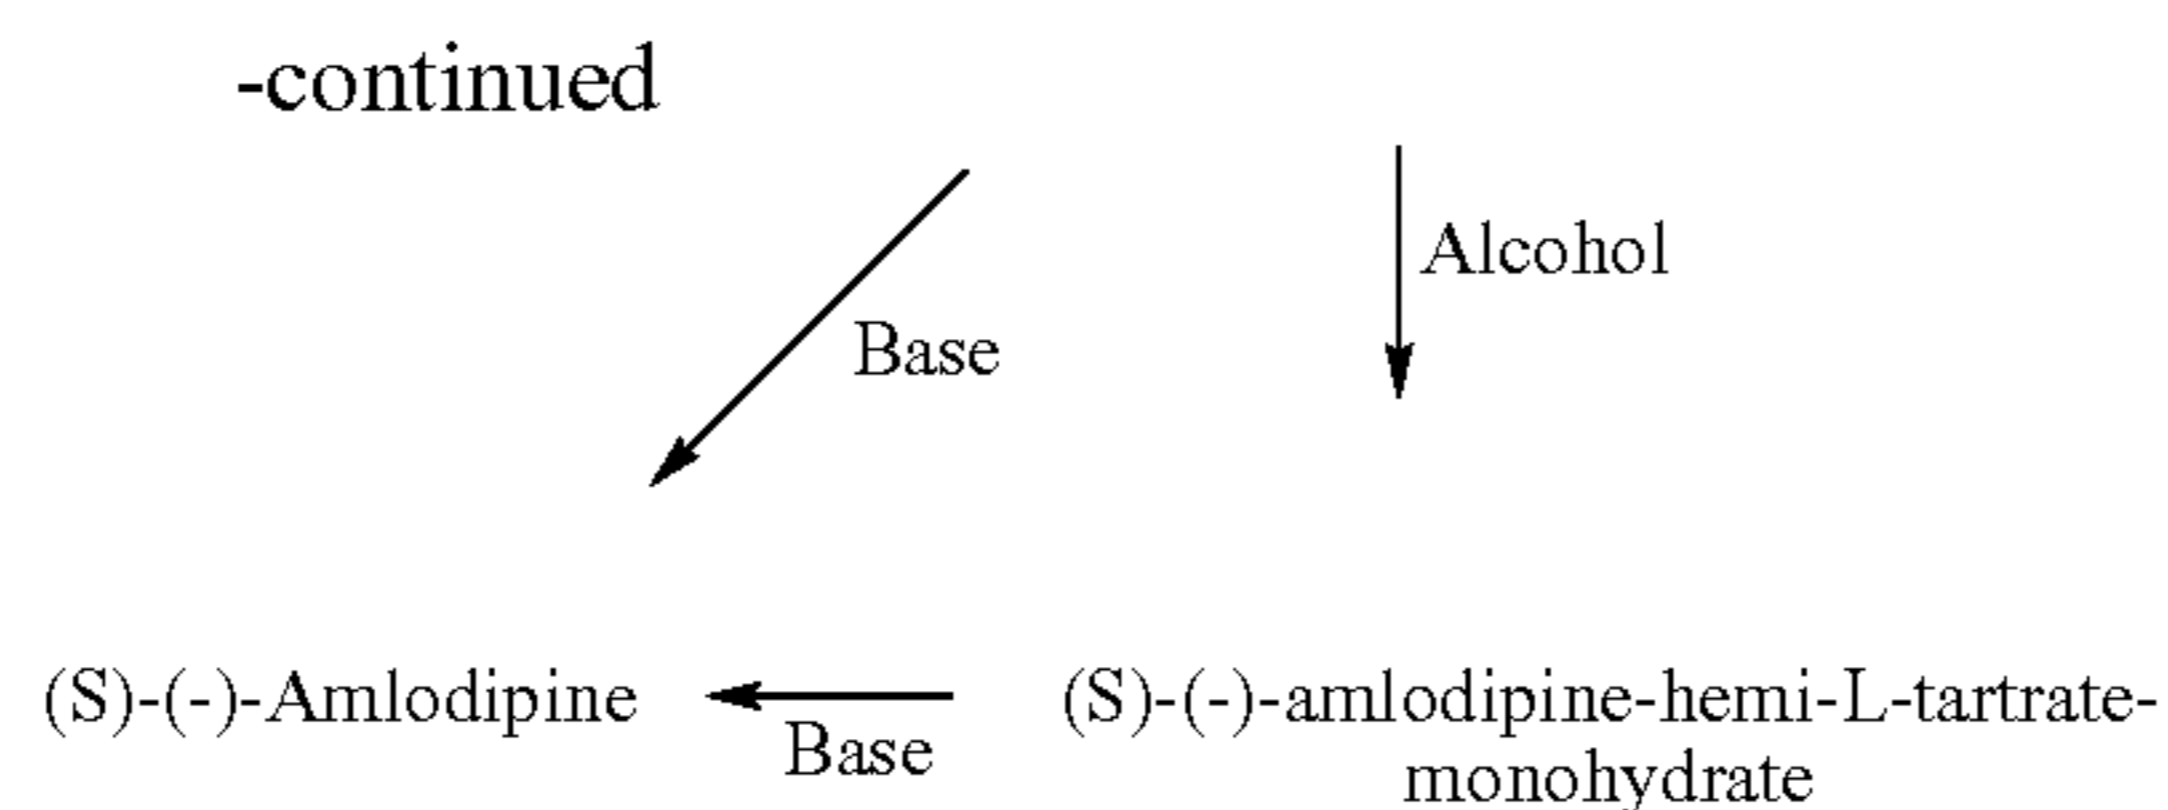 -continued
Alcohol
Base
(S)-(-)-Amlodipine
Base
(S)-(-)-amlodipine-hemi-L-tartrate-
monohydrate